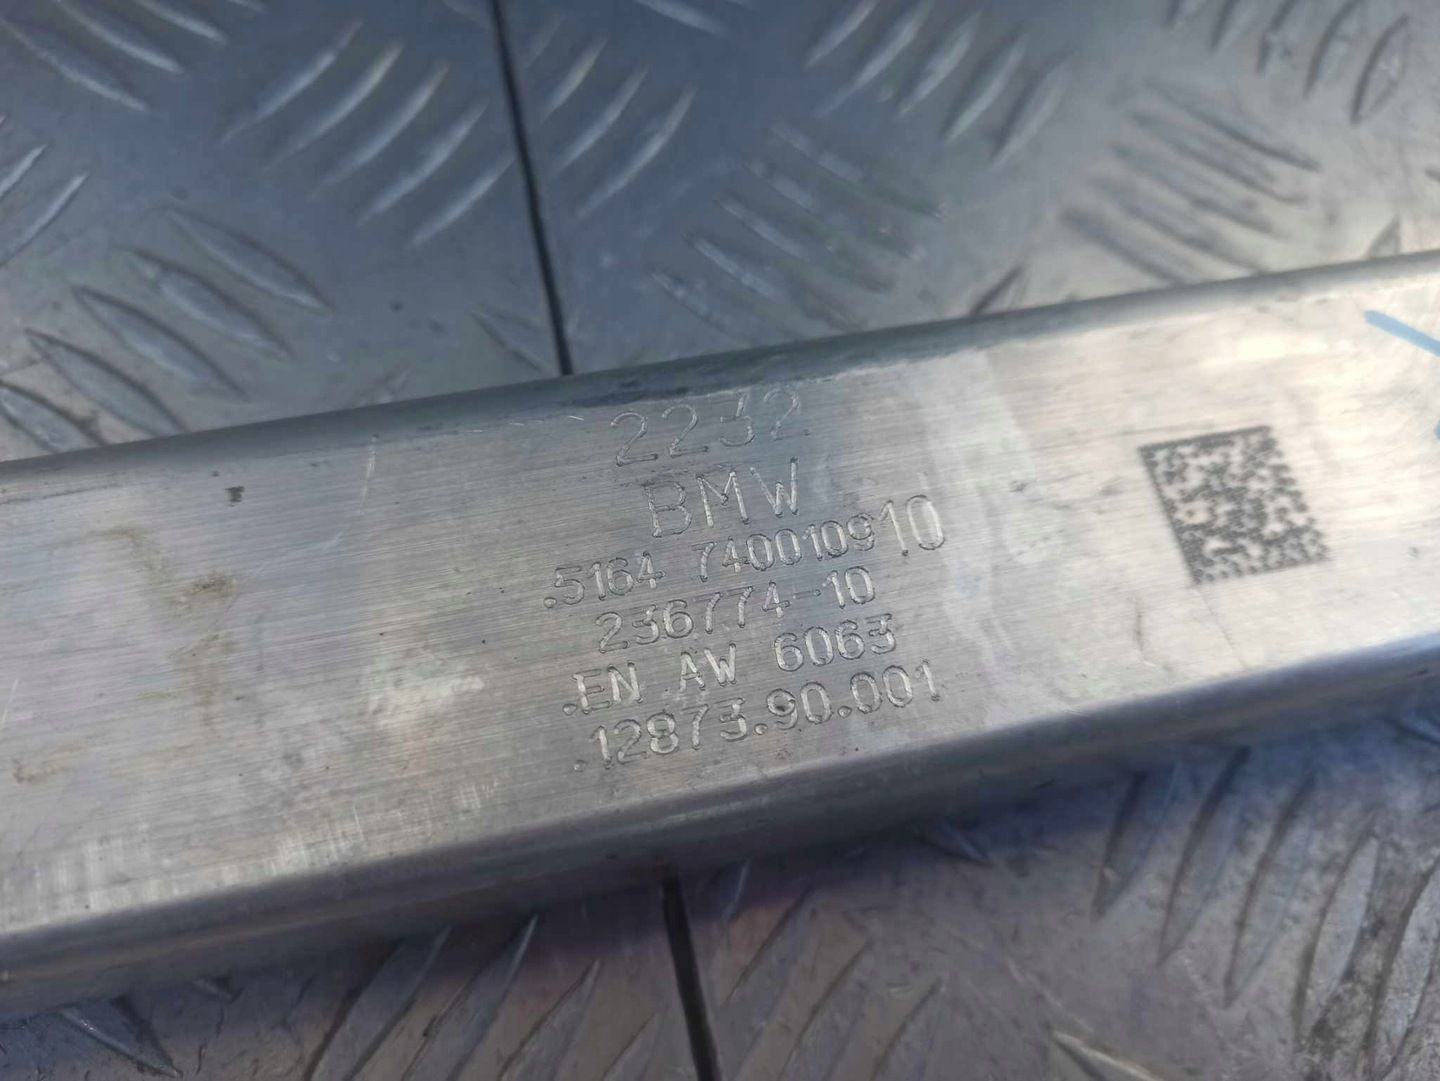 2232
BMW
.5164 740010910
236774-10
.EN AW 6063
.12873.90.001